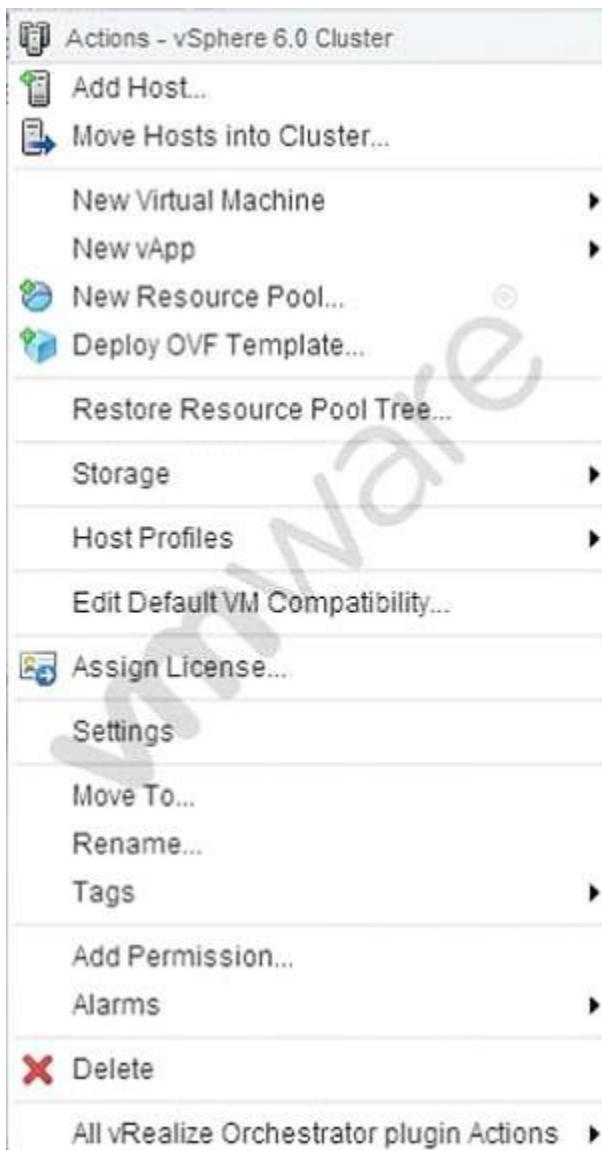 Actions - vSphere 6.0 Cluster
Add Host...
Move Hosts into Cluster...
New Virtual Machine
New vApp
New Resource Pool...
Deploy OVF Template...
Restore Resource Pool Tree...
Storage
Host Profiles
Edit Default VM Compatibility...
Assign License...
Settings
Move To...
Rename...
Tags
Add Permission...
Alarms
Delete
All vRealize Orchestrator plugin Actions
vmware®